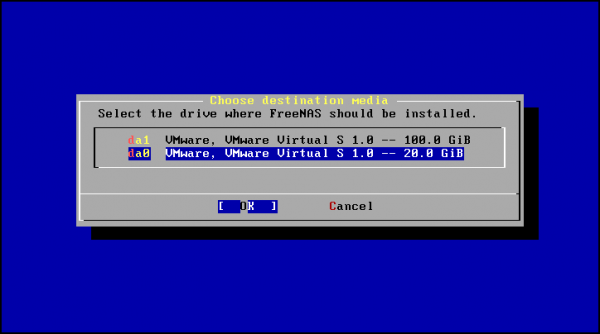 Choose destination media
Select the drive where FreeNAS should be installed.
da1 VMware, VMware Virtual S 1.0 -- 100.0 GiB
da0 VMware, VMware Virtual S 1.0 -- 20.0 GiB
[ OK ] Cancel